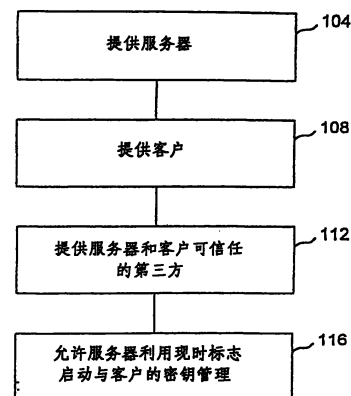 提供服务器
104
提供客户
108
提供服务器和客户可信任
的第三方
112
允许服务器利用现时标志
启动与客户的密钥管理
116